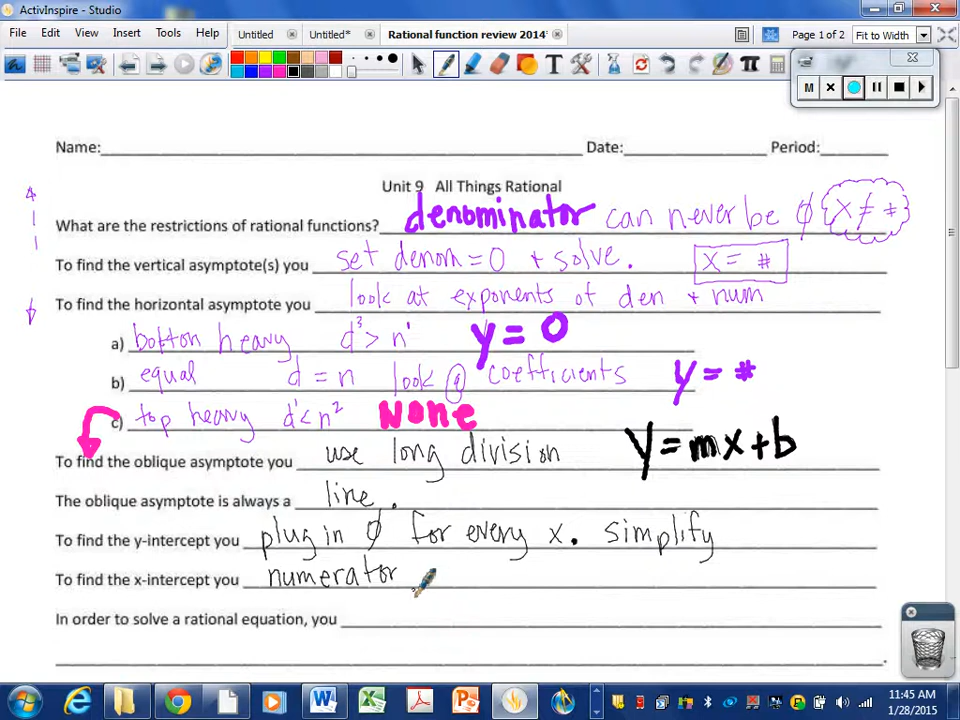 ActivInspire - Studio
File Edit View Insert Tools Help Untitled Untitled* Rational function review 2014* Page 1 of 2 Fit to Width
Name: Date: Period:
Unit 9 All Things Rational
What are the restrictions of rational functions? denominator can never be 0 x ≠ #
To find the vertical asymptote(s) you set denom=0 + solve. x = #
To find the horizontal asymptote you look at exponents of den + num
a) botton heavy d³ > n¹ y = 0
b) equal d = n look @ coefficients y = #
c) top heavy d¹ < n² None
To find the oblique asymptote you use long division y = mx + b
The oblique asymptote is always a line.
To find the y-intercept you plug in 0 for every x. simplify
To find the x-intercept you numerator
In order to solve a rational equation, you
11:45 AM
1/28/2015